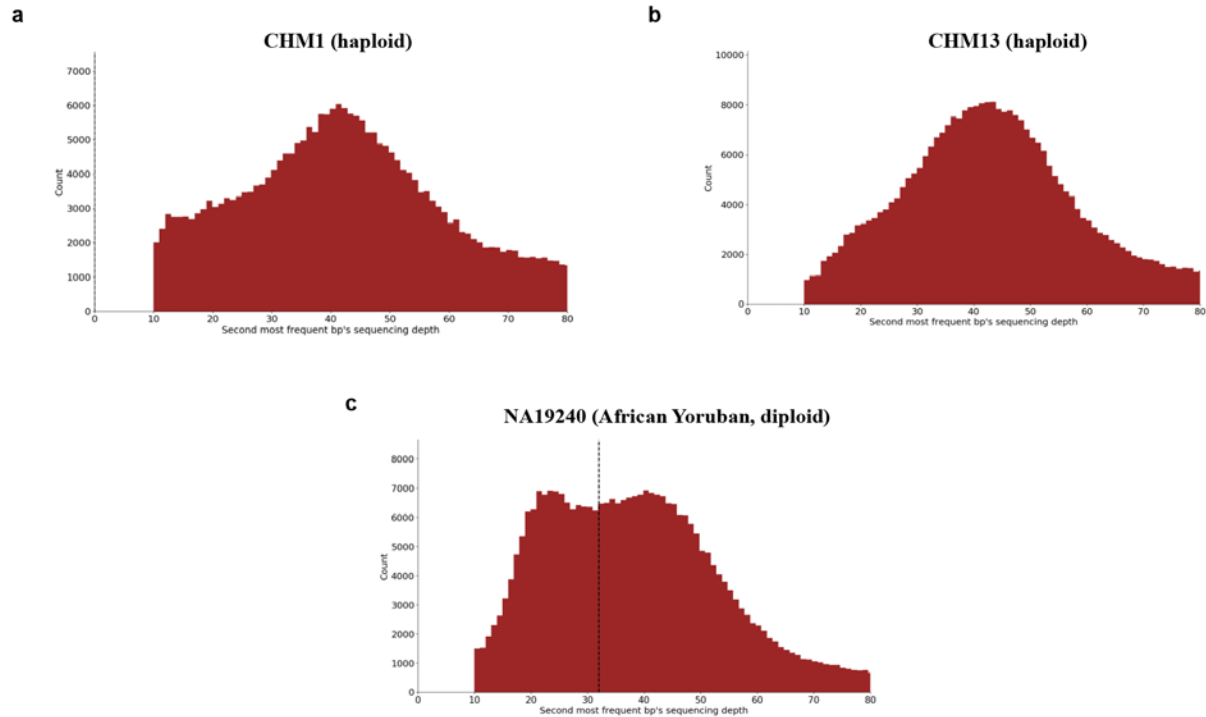 a
CHM1 (haploid)
7000
6000
5000
4000
3000
2000
1000
0
Count
0 10 20 30 40 50 60 70 80
Second most frequent bp's sequencing depth
b
CHM13 (haploid)
10000
8000
6000
4000
2000
0
Count
0 10 20 30 40 50 60 70 80
Second most frequent bp's sequencing depth
c
NA19240 (African Yoruban, diploid)
8000
7000
6000
5000
4000
3000
2000
1000
0
Count
0 10 20 30 40 50 60 70 80
Second most frequent bp's sequencing depth